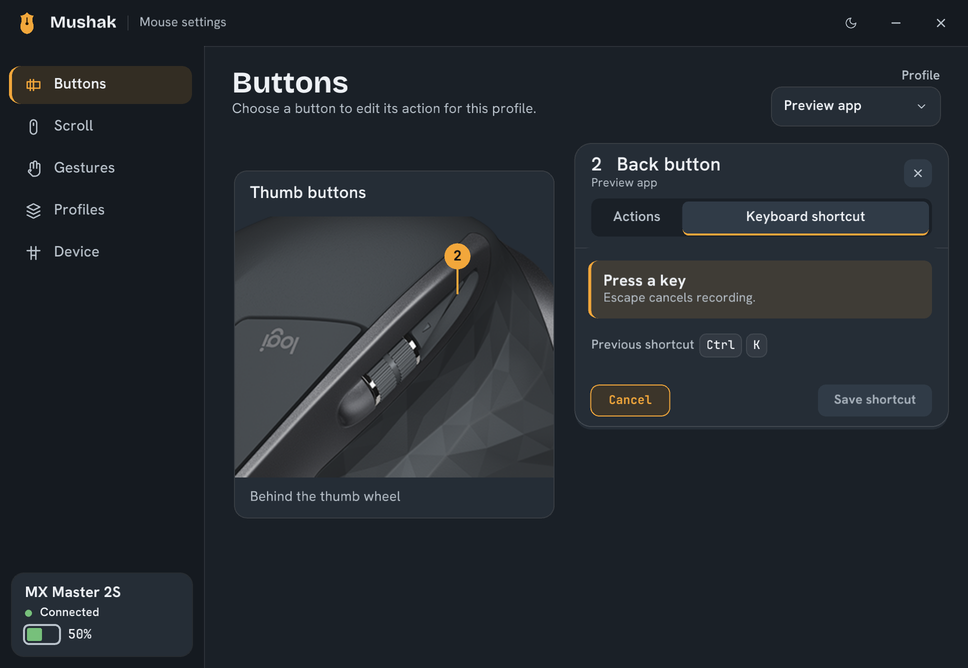 Mushak
Mouse settings
Buttons
Scroll
Gestures
Profiles
Device
MX Master 2S
Connected
50%
Buttons
Choose a button to edit its action for this profile.
Profile
Preview app
Thumb buttons
2
logi
Behind the thumb wheel
2 Back button
Preview app
Actions
Keyboard shortcut
Press a key
Escape cancels recording.
Previous shortcut Ctrl K
Cancel
Save shortcut